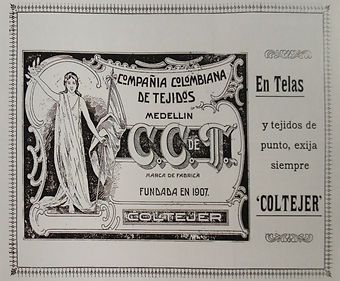 COMPAÑIA COLOMBIANA
DE TEJIDOS
MEDELLIN
C.C. DE T.
MARCA DE FABRICA
FUNDADA EN 1907.
COLTEJER
En Telas
y tejidos de
punto, exija
siempre
'COLTEJER'